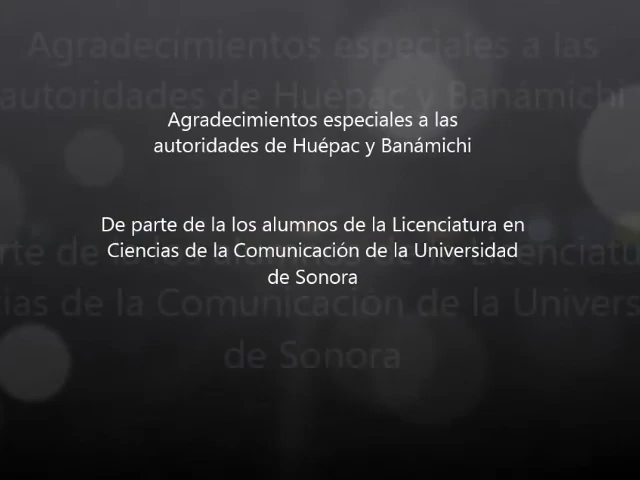 Agradecimientos especiales a las
autoridades de Huépac y Banámichi
De parte de la los alumnos de la Licenciatura en
Ciencias de la Comunicación de la Universidad
de Sonora